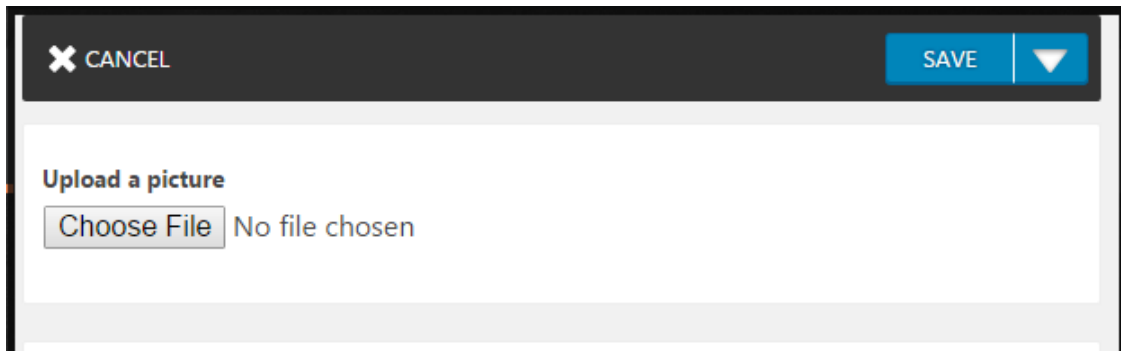 CANCEL SAVE
Upload a picture
Choose File No file chosen